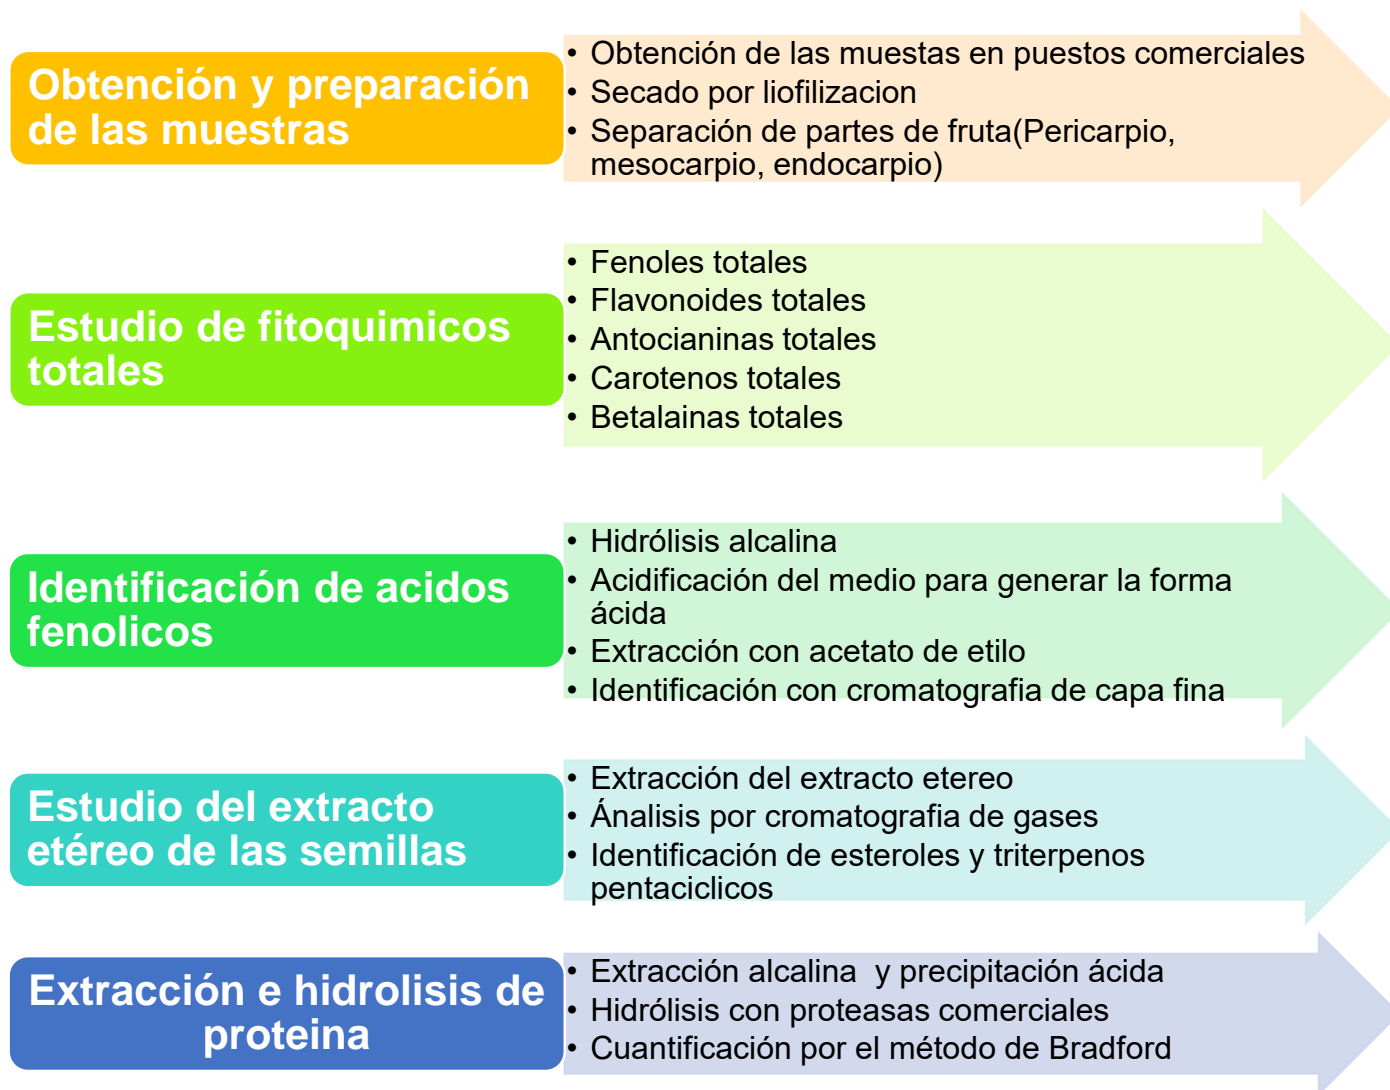 Obtención y preparación
de las muestras
• Obtención de las muestas en puestos comerciales
• Secado por liofilizacion
• Separación de partes de fruta(Pericarpio,
mesocarpio, endocarpio)
Estudio de fitoquimicos
totales
• Fenoles totales
• Flavonoides totales
• Antocianinas totales
• Carotenos totales
• Betalainas totales
Identificación de acidos
fenolicos
• Hidrólisis alcalina
• Acidificación del medio para generar la forma
ácida
• Extracción con acetato de etilo
• Identificación con cromatografia de capa fina
Estudio del extracto
etéreo de las semillas
• Extracción del extracto etereo
• Ánalisis por cromatografia de gases
• Identificación de esteroles y triterpenos
pentaciclicos
Extracción e hidrolisis de
proteina
• Extracción alcalina  y precipitación ácida
• Hidrólisis con proteasas comerciales
• Cuantificación por el método de Bradford